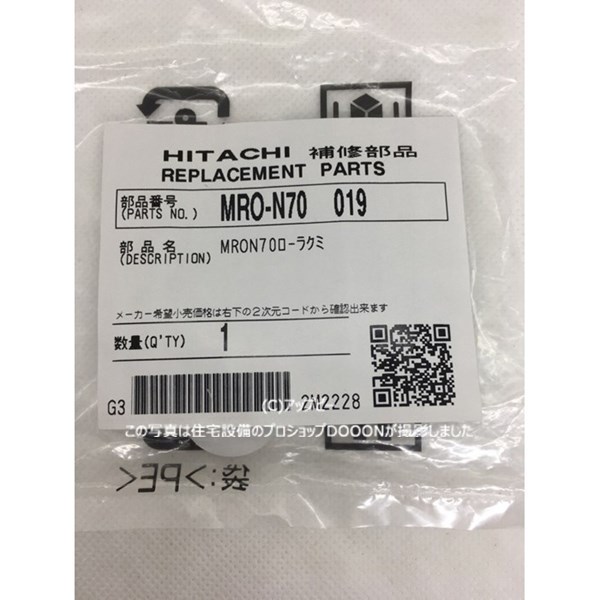 HITACHI 補修部品
REPLACEMENT PARTS
部品番号
(PARTS NO.)
MRO-N70 019
部品名
(DESCRIPTION)
MRON70ローラクミ
メーカー希望小売価格は右下の2次元コードから確認出来ます
数量(Q'TY) 1
G3
2M2228
この写真は住宅設備のプロショップDOOONが撮影しました
袋:>PE<